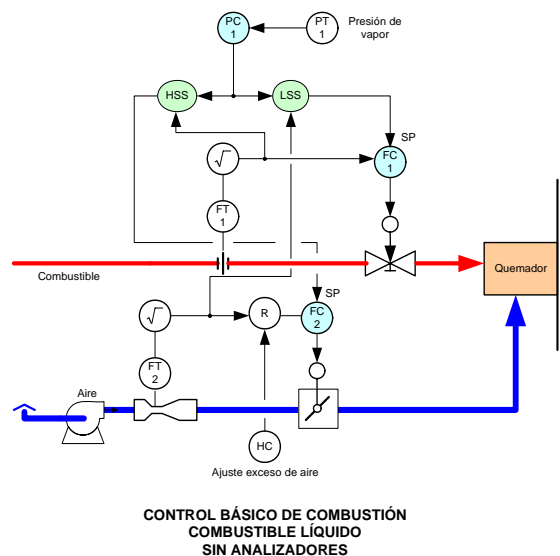 PC
1
PT
1
Presión de
vapor
HSS
LSS
SP
√
FC
1
FT
1
Combustible
Quemador
SP
√
R
FC
2
FT
2
Aire
HC
Ajuste exceso de aire
CONTROL BÁSICO DE COMBUSTIÓN
COMBUSTIBLE LÍQUIDO
SIN ANALIZADORES